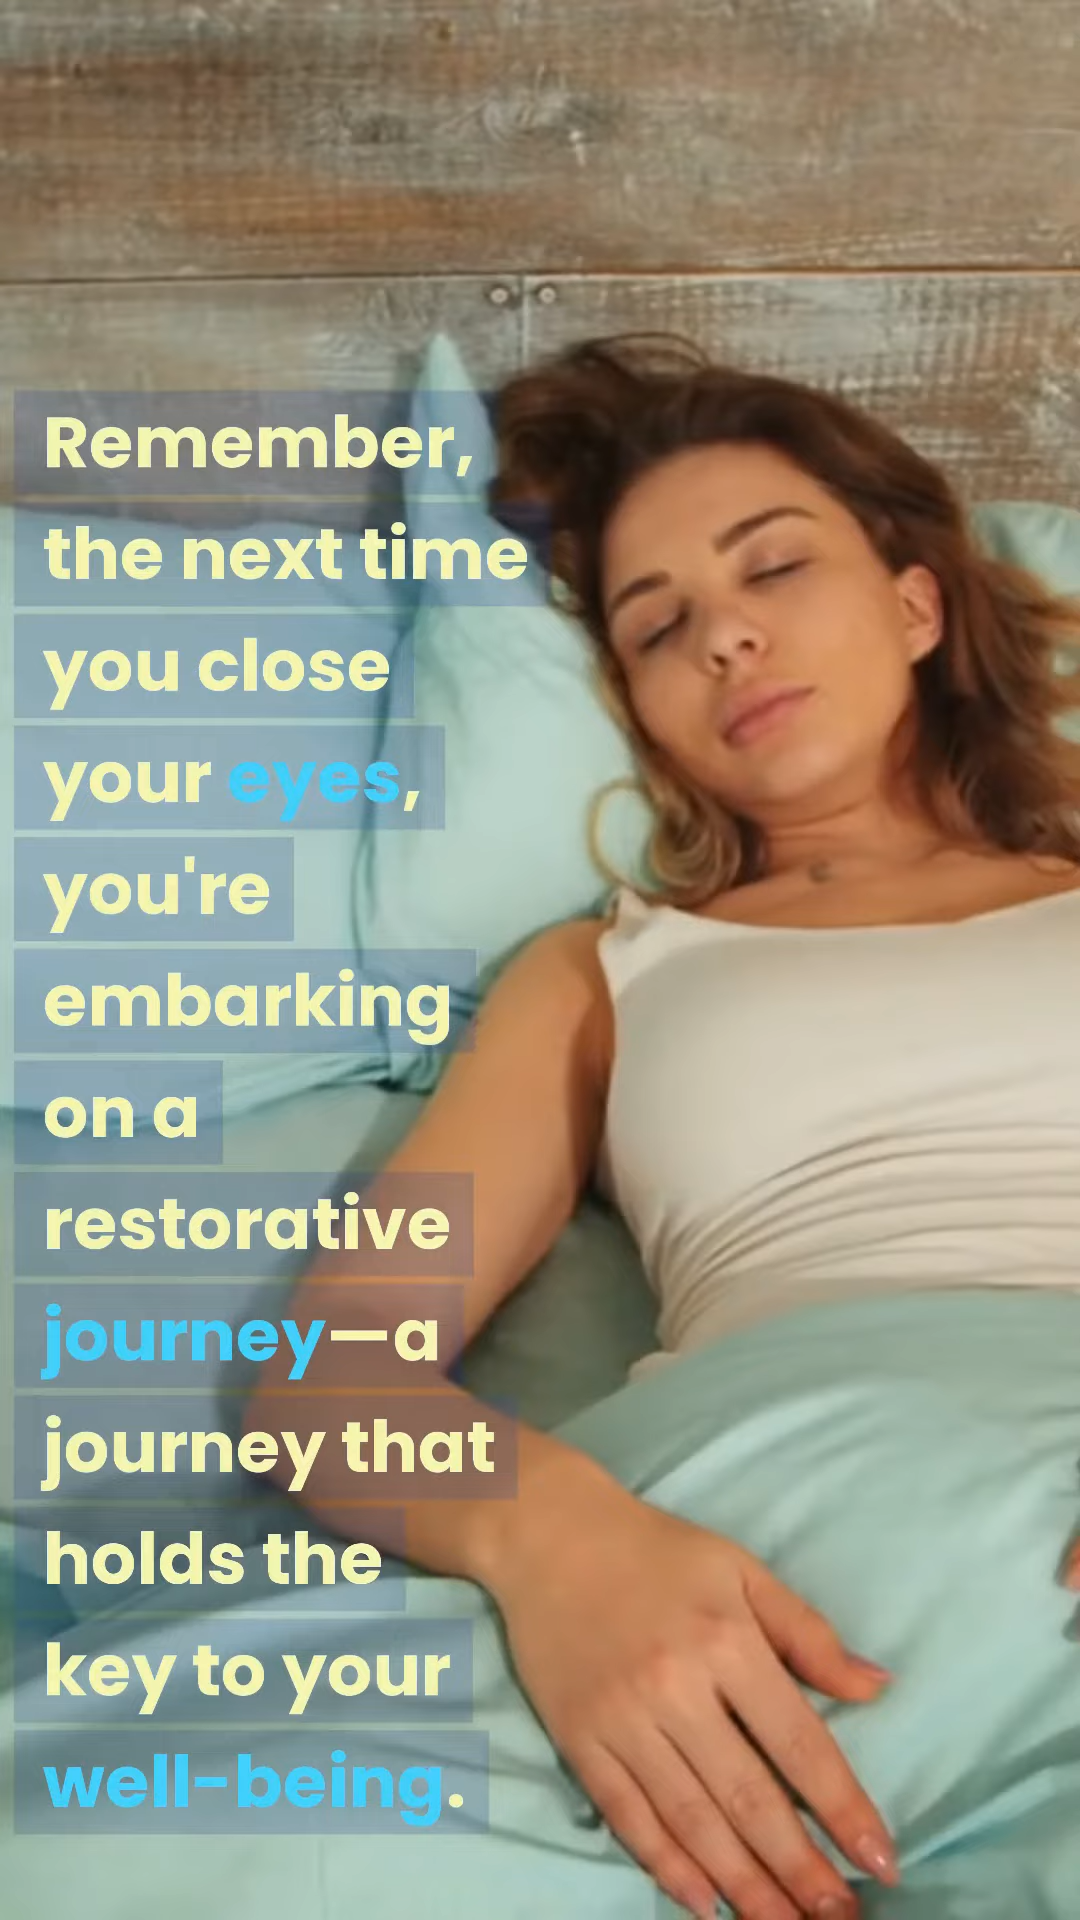 Remember,
the next time
you close
your eyes,
you're
embarking
on a
restorative
journey—a
journey that
holds the
key to your
well-being.